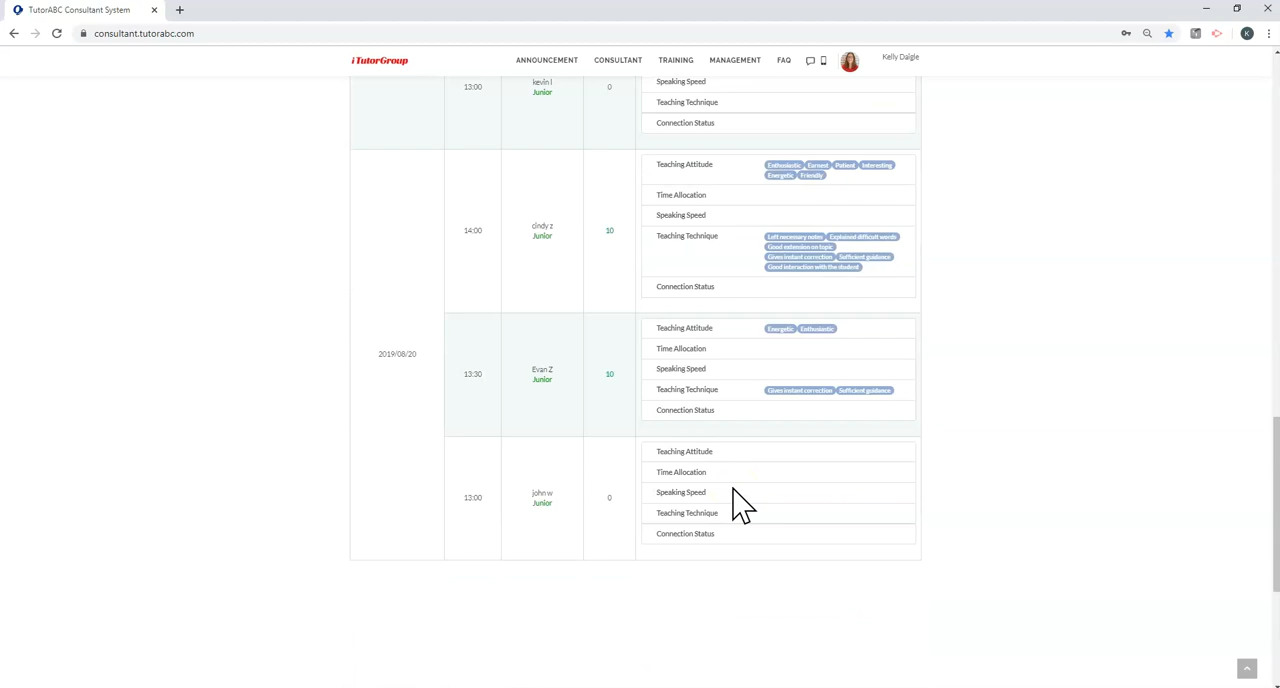 TutorABC Consultant System
consultant.tutorabc.com
K
iTutorGroup
ANNOUNCEMENT CONSULTANT TRAINING MANAGEMENT FAQ Kelly Daigle
13:00 kevin l Junior 0
Speaking Speed
Teaching Technique
Connection Status
2019/08/20
14:00 cindy z Junior 10
Teaching Attitude Enthusiastic Earnest Patient Interesting
Energetic Friendly
Time Allocation
Speaking Speed
Teaching Technique Left necessary notes Explained difficult words
Good extension on topic
Gives instant correction Sufficient guidance
Good interaction with the student
Connection Status
13:30 Evan Z Junior 10
Teaching Attitude Energetic Enthusiastic
Time Allocation
Speaking Speed
Teaching Technique Gives instant correction Sufficient guidance
Connection Status
13:00 john w Junior 0
Teaching Attitude
Time Allocation
Speaking Speed
Teaching Technique
Connection Status